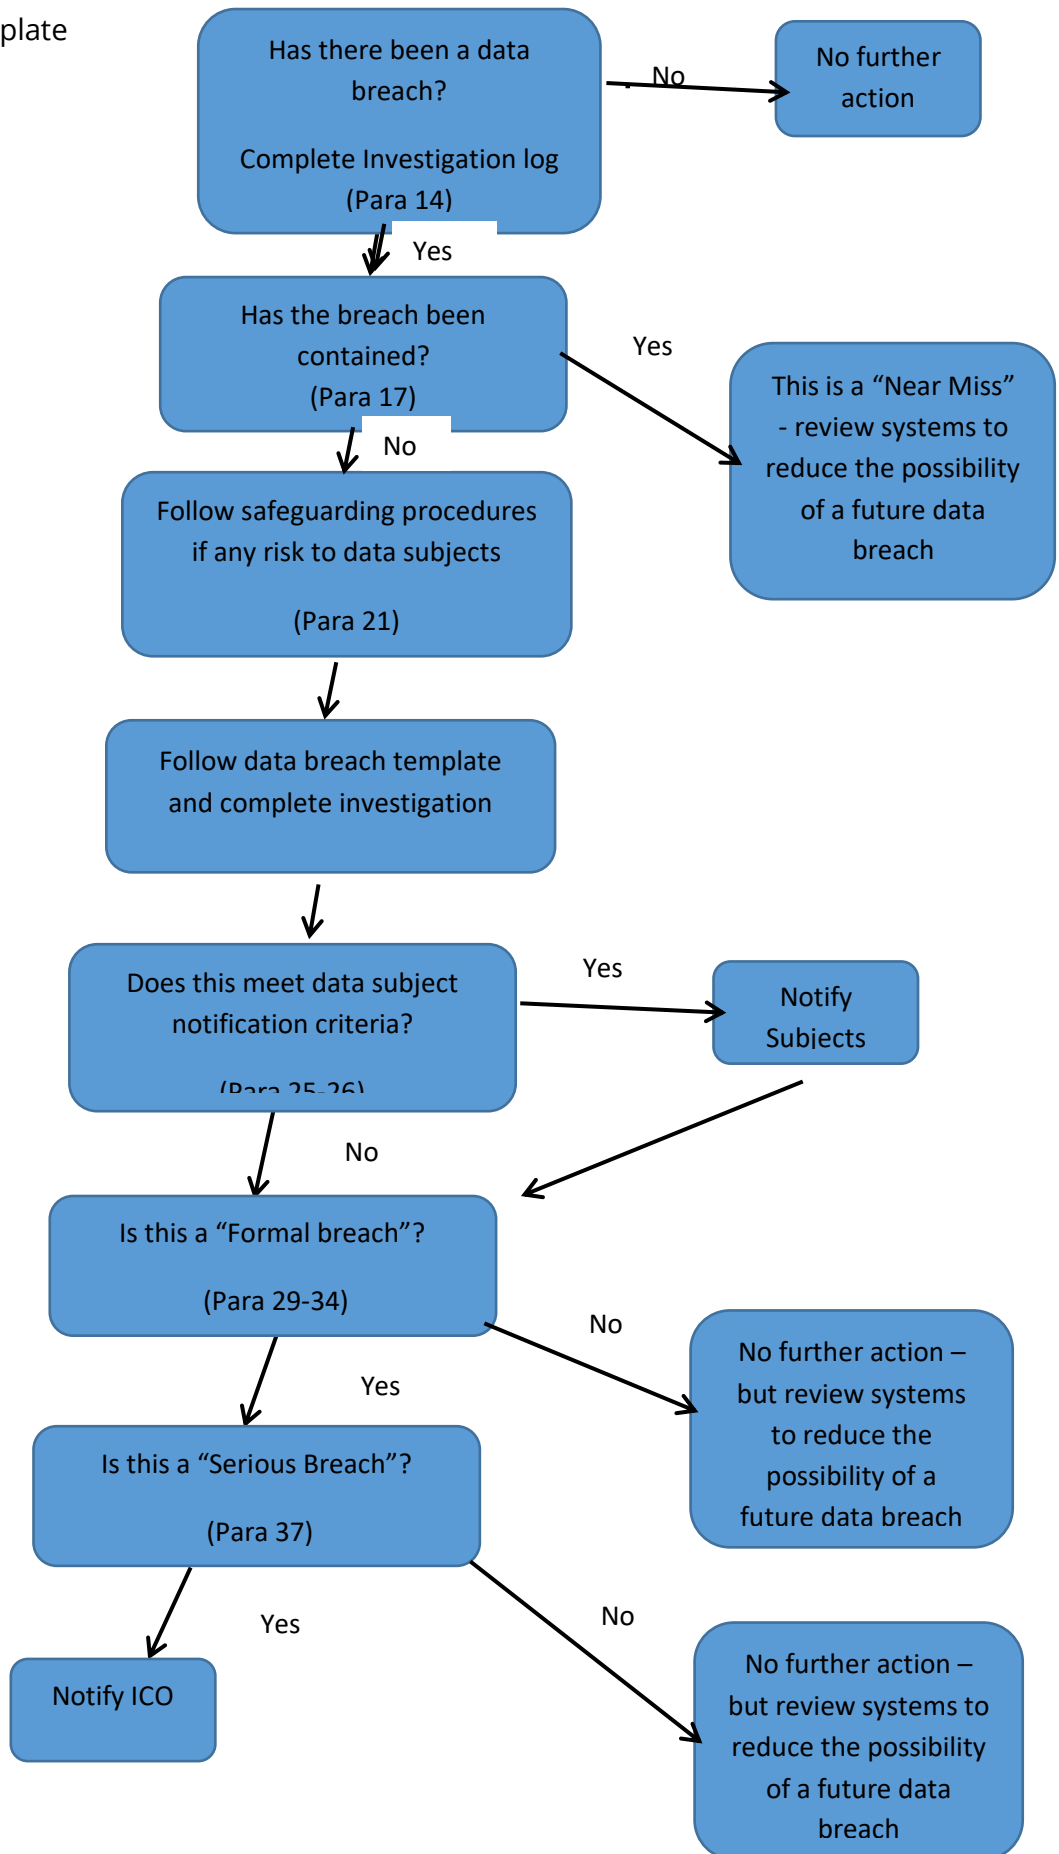 plate
Has there been a data
breach?
Complete Investigation log
(Para 14)
No
No further
action
Yes
Has the breach been
contained?
(Para 17)
Yes
This is a “Near Miss”
- review systems to
reduce the possibility
of a future data
breach
No
Follow safeguarding procedures
if any risk to data subjects
(Para 21)
Follow data breach template
and complete investigation
Does this meet data subject
notification criteria?
(Para 25-26)
Yes
Notify
Subjects
No
Is this a “Formal breach”?
(Para 29-34)
No
No further action –
but review systems
to reduce the
possibility of a
future data breach
Yes
Is this a “Serious Breach”?
(Para 37)
Yes
Notify ICO
No
No further action –
but review systems to
reduce the possibility
of a future data
breach